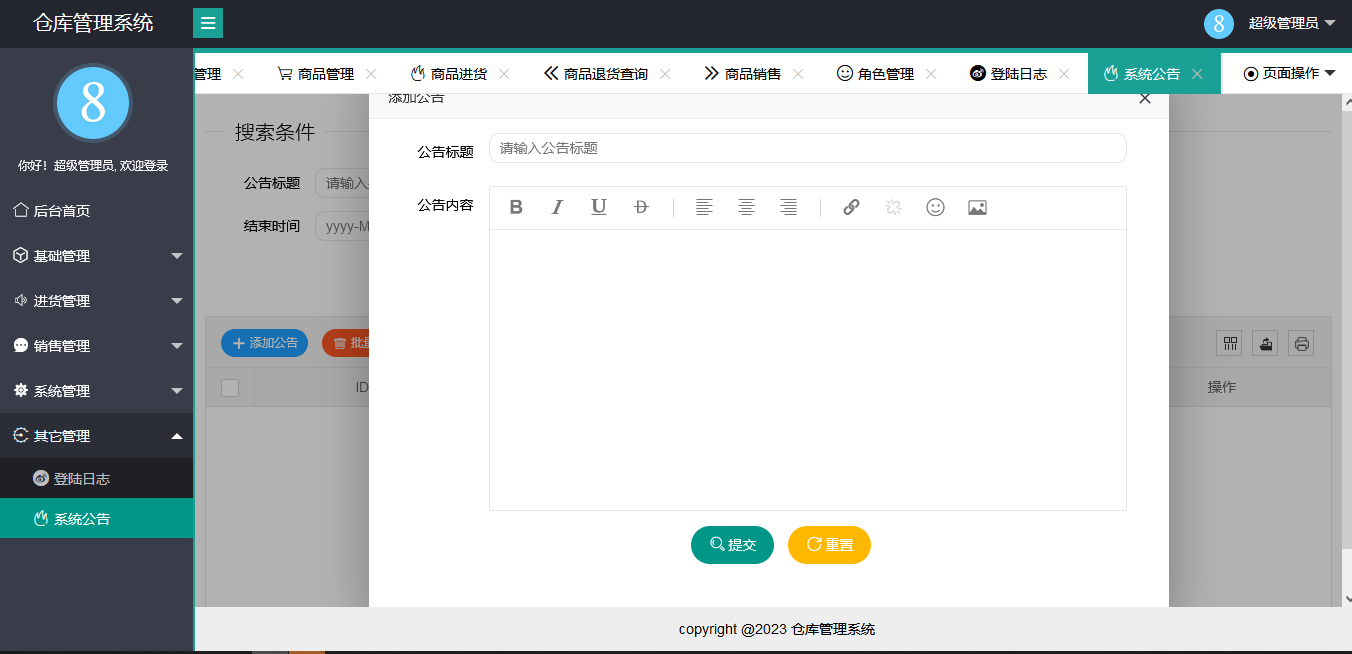 仓库管理系统
8 超级管理员
管理 商品管理 商品进货 商品退货查询 商品销售 角色管理 登陆日志 系统公告 页面操作
8
你好！超级管理员, 欢迎登录
后台首页
基础管理
进货管理
销售管理
系统管理
其它管理
登陆日志
系统公告
搜索条件
公告标题 请输入
结束时间 yyyy-M
添加公告 批量
ID 操作
添加公告
公告标题 请输入公告标题
公告内容 B I U D
提交 重置
copyright @2023 仓库管理系统